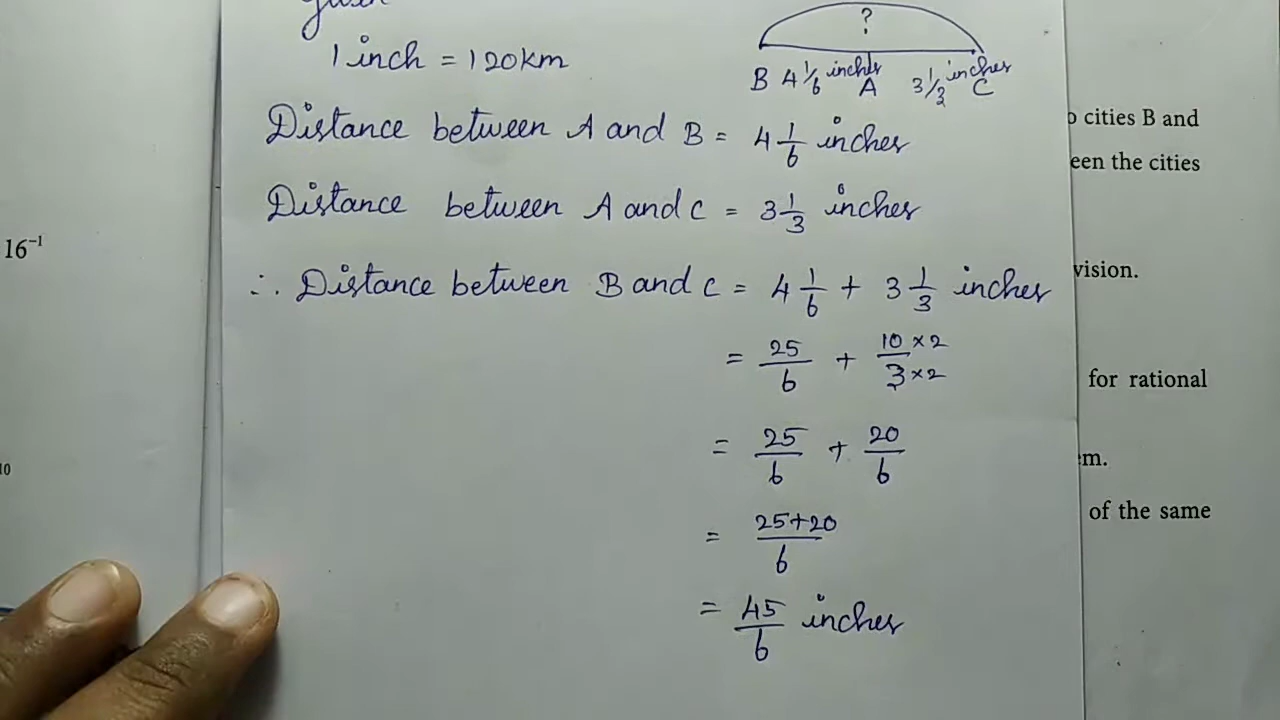 Given
1 inch = 120km
?
B 4 1/6 inches A 3 1/3 inches C
Distance between A and B = 4 1/6 inches
Distance between A and C = 3 1/3 inches
∴ Distance between B and C = 4 1/6 + 3 1/3 inches
= 25/6 + 10×2/3×2
= 25/6 + 20/6
= 25+20/6
= 45/6 inches
16⁻¹
10
cities B and
een the cities
vision.
for rational
m.
of the same